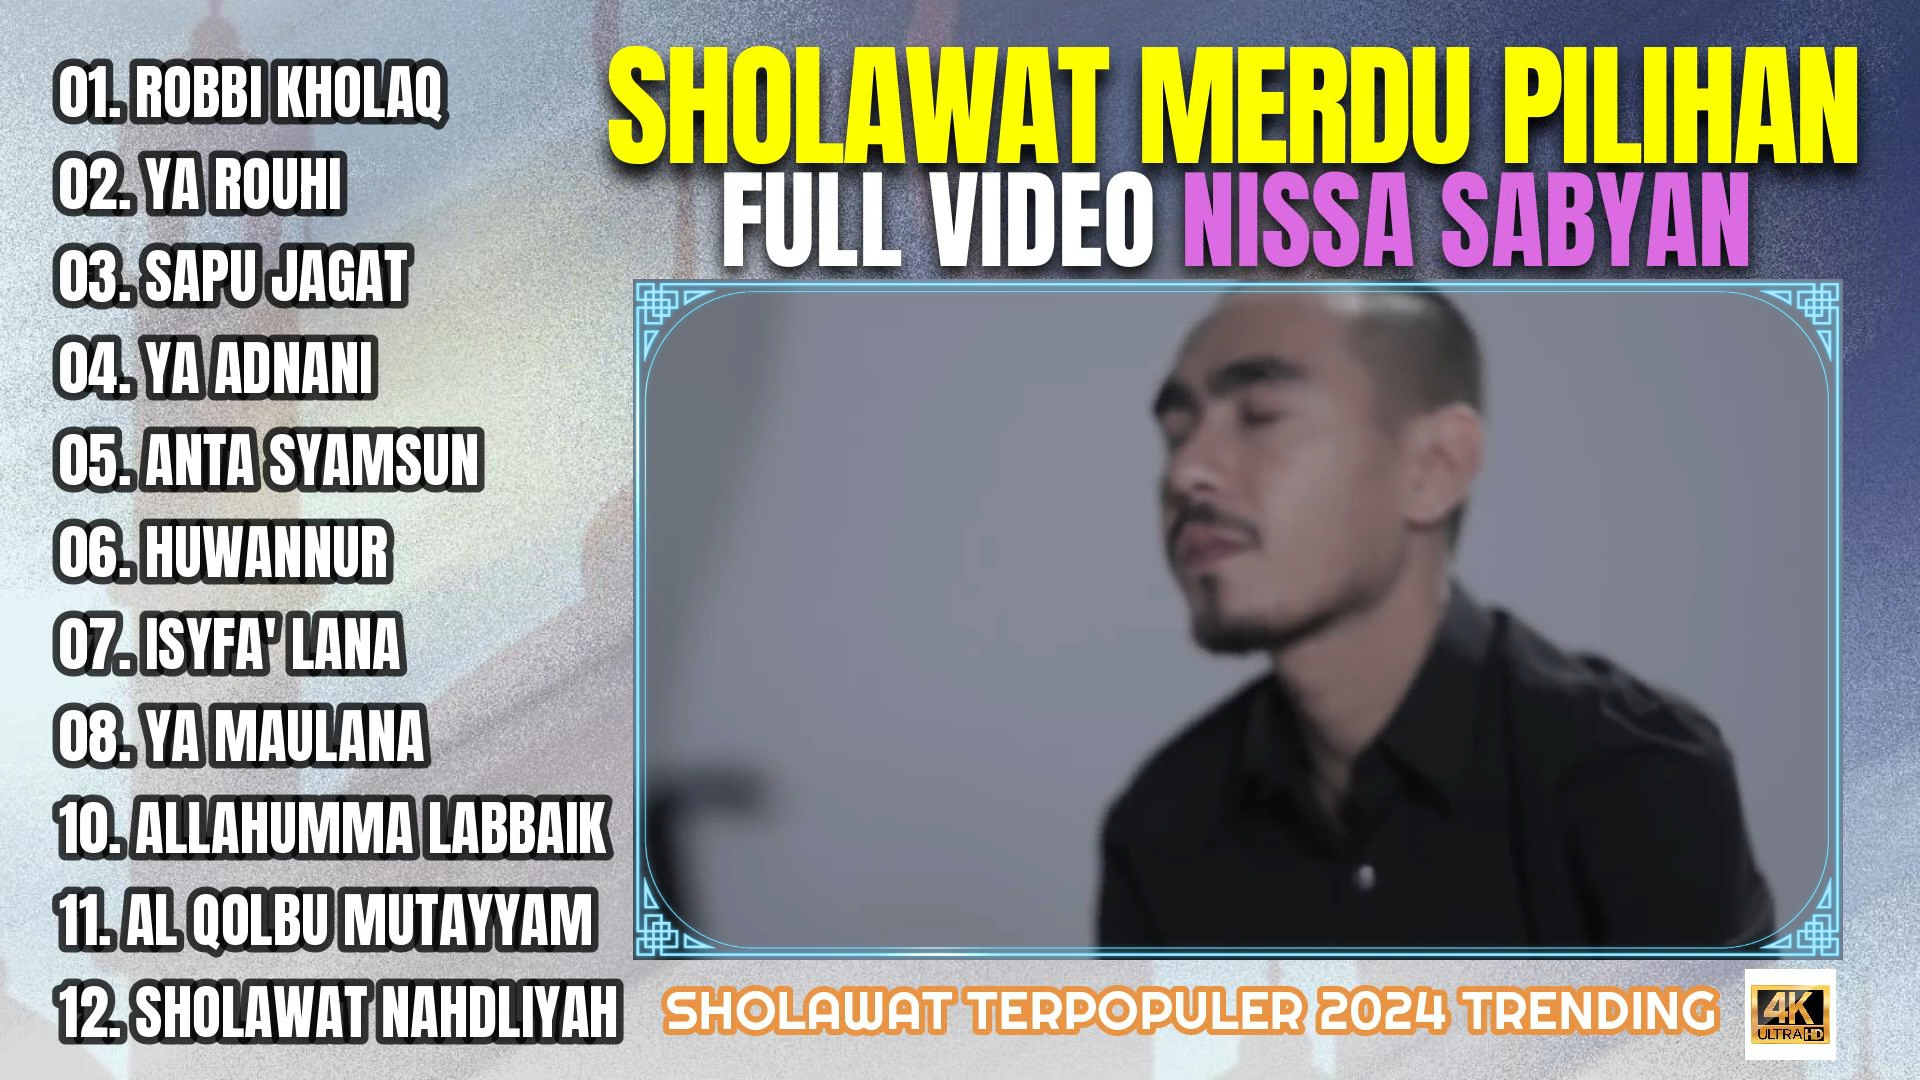 01. ROBBI KHOLAQ
02. YA ROUHI
03. SAPU JAGAT
04. YA ADNANI
05. ANTA SYAMSUN
06. HUWANNUR
07. ISYFA' LANA
08. YA MAULANA
10. ALLAHUMMA LABBAIK
11. AL QOLBU MUTAYYAM
12. SHOLAWAT NAHDLIYAH
SHOLAWAT MERDU PILIHAN
FULL VIDEO NISSA SABYAN
SHOLAWAT TERPOPULER 2024 TRENDING
4K
ULTRA HD